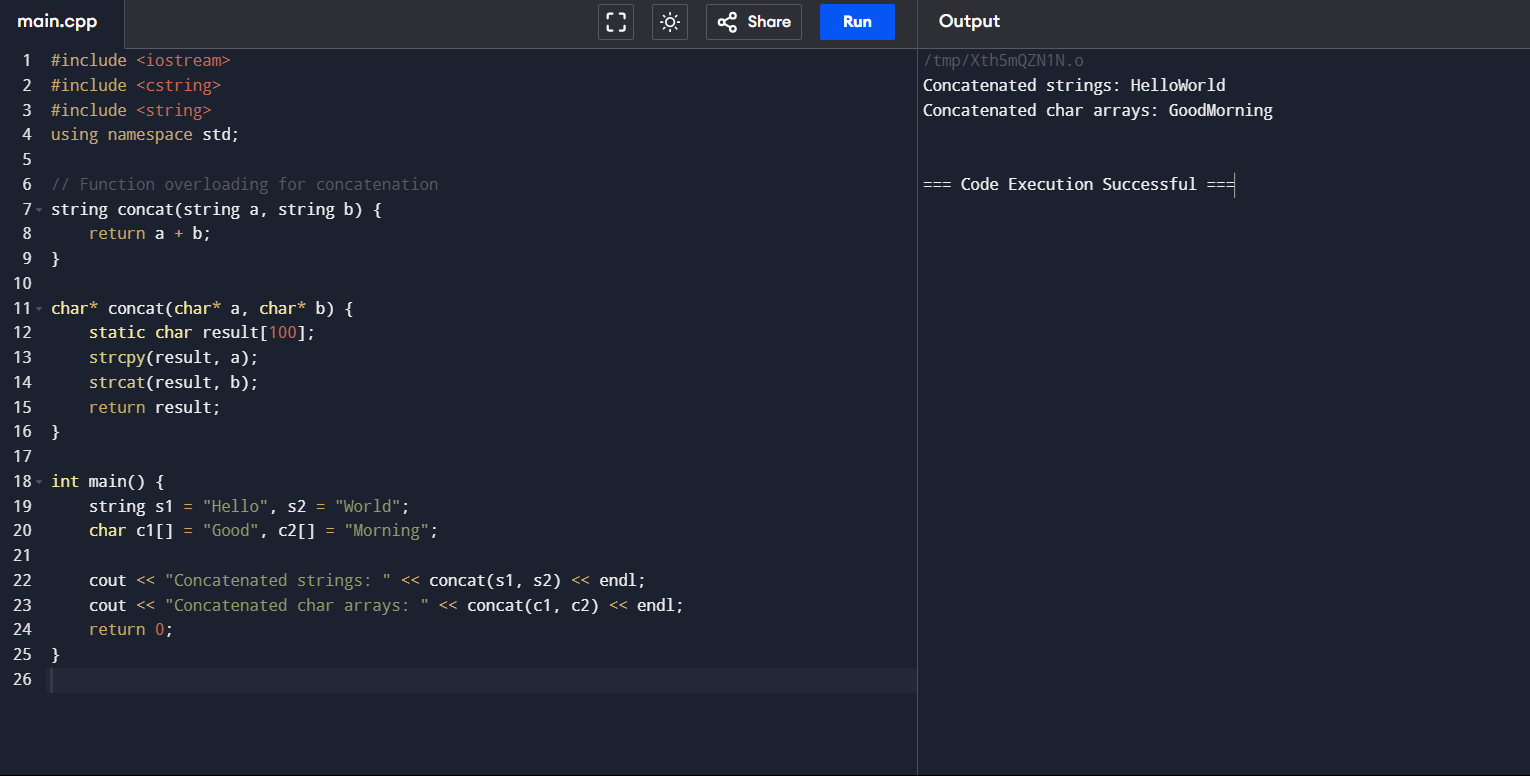 main.cpp Share Run Output
1 #include <iostream>
2 #include <cstring>
3 #include <string>
4 using namespace std;
5
6 // Function overloading for concatenation
7 string concat(string a, string b) {
8     return a + b;
9 }
10
11 char* concat(char* a, char* b) {
12     static char result[100];
13     strcpy(result, a);
14     strcat(result, b);
15     return result;
16 }
17
18 int main() {
19     string s1 = "Hello", s2 = "World";
20     char c1[] = "Good", c2[] = "Morning";
21
22     cout << "Concatenated strings: " << concat(s1, s2) << endl;
23     cout << "Concatenated char arrays: " << concat(c1, c2) << endl;
24     return 0;
25 }
26
/tmp/Xth5mQZN1N.o
Concatenated strings: HelloWorld
Concatenated char arrays: GoodMorning
=== Code Execution Successful ===